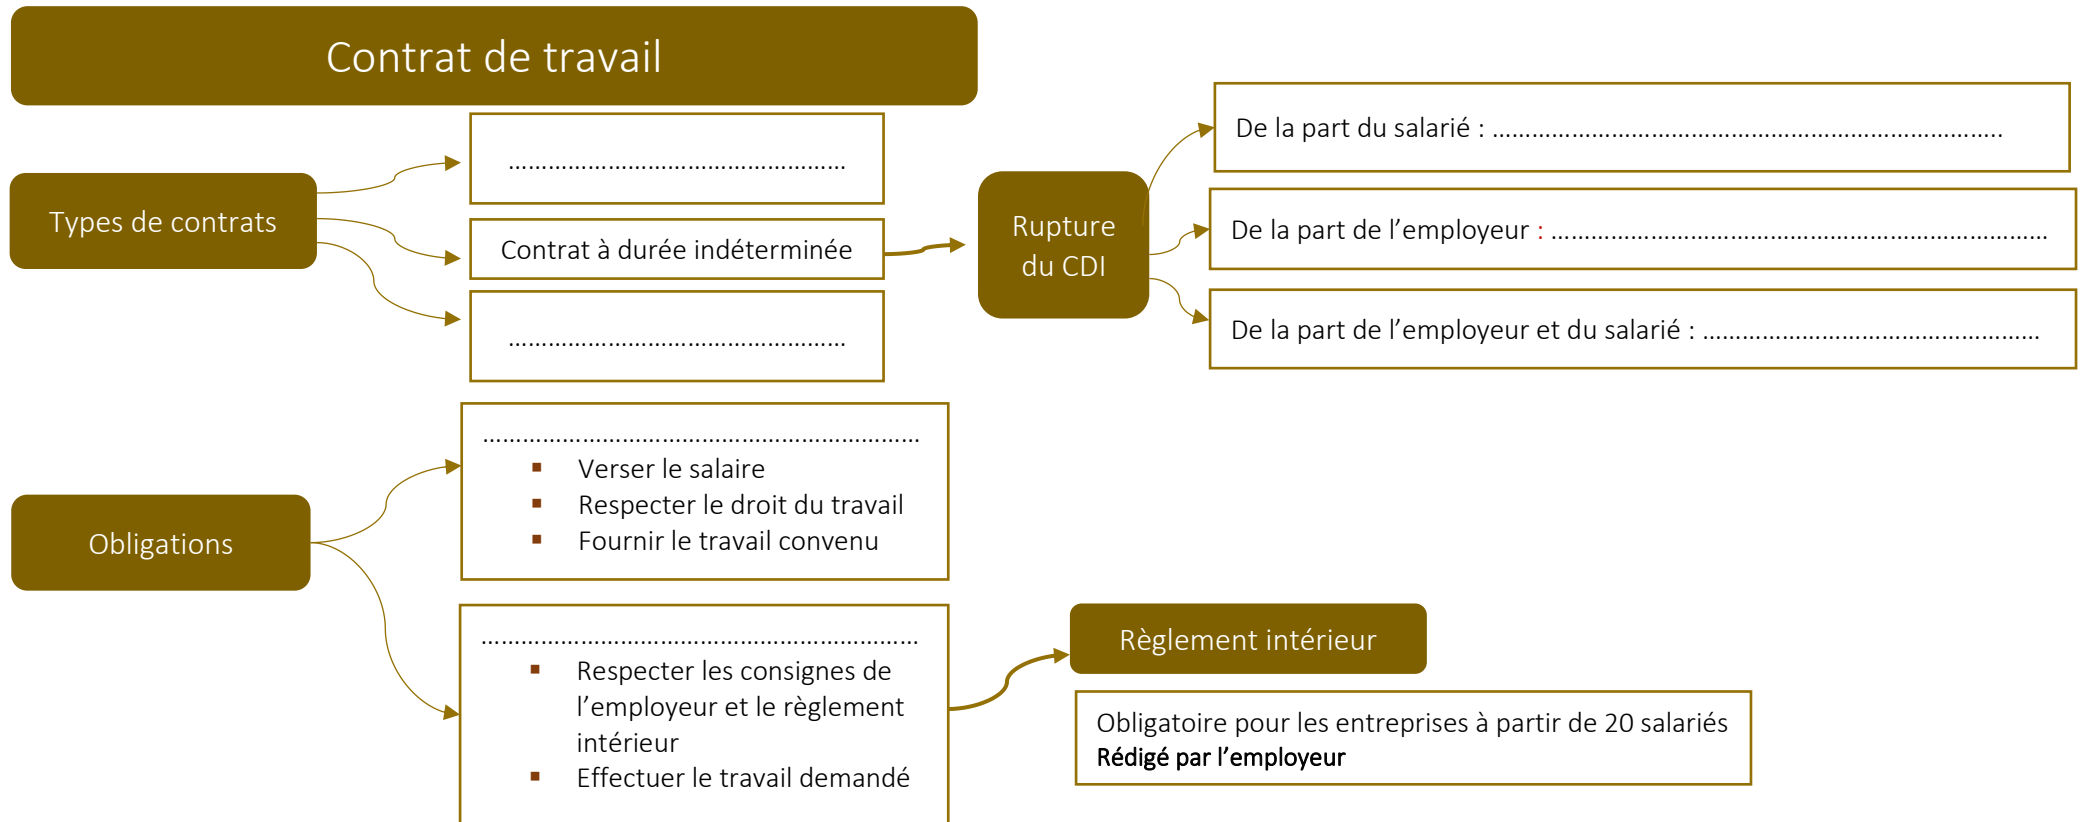 Contrat de travail
Types de contrats
……………………………………………
Contrat à durée indéterminée
……………………………………………
Rupture
du CDI
De la part du salarié : …………………………………………………………………..
De la part de l’employeur : …………………………………………………………………
De la part de l’employeur et du salarié : ……………………………………………
Obligations
…………………………………………………………
▪ Verser le salaire
▪ Respecter le droit du travail
▪ Fournir le travail convenu
…………………………………………………………
▪ Respecter les consignes de
l’employeur et le règlement
intérieur
▪ Effectuer le travail demandé
Règlement intérieur
Obligatoire pour les entreprises à partir de 20 salariés
Rédigé par l’employeur